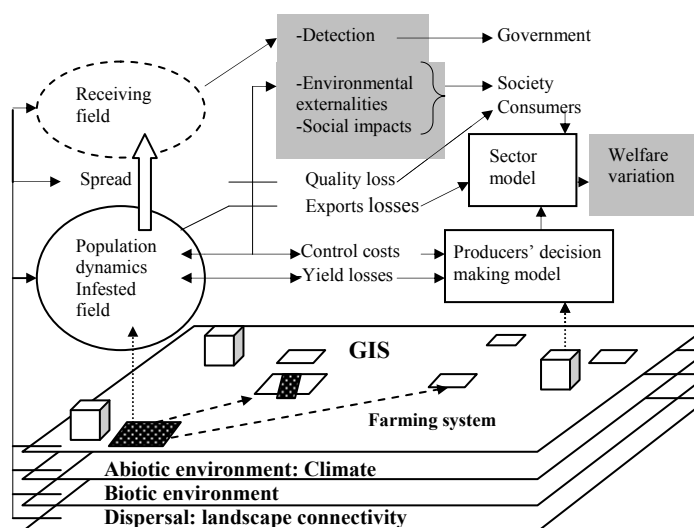 -Detection
Government
-Environmental
externalities
-Social impacts
Society
Consumers
Receiving
field
Spread
Quality loss
Exports losses
Sector
model
Welfare
variation
Population
dynamics
Infested
field
Control costs
Yield losses
Producers' decision
making model
GIS
Farming system
Abiotic environment: Climate
Biotic environment
Dispersal: landscape connectivity